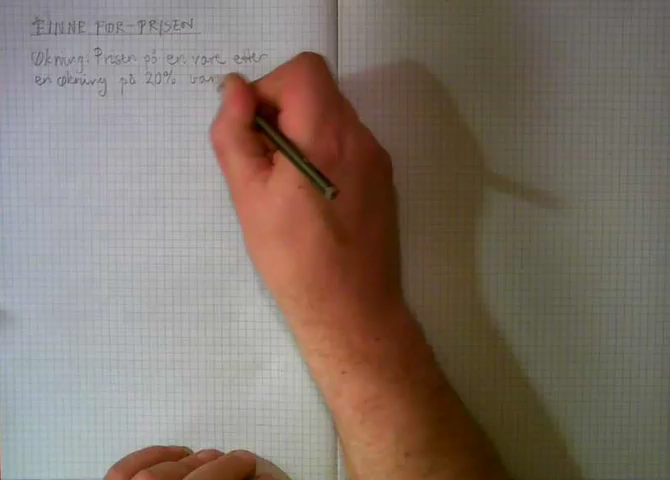 FINNE FØR-PRISEN
Økning: Prisen på en vare etter
en økning på 20% var